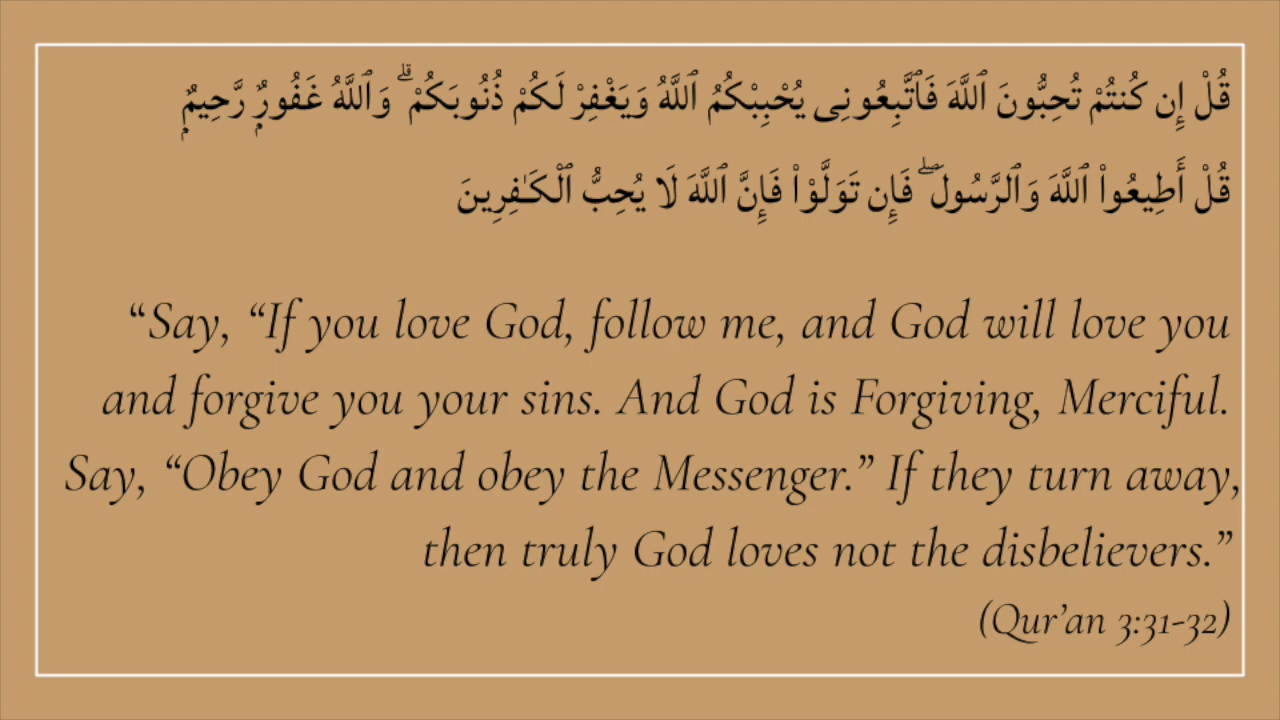 قُلْ إِن كُنتُمْ تُحِبُّونَ ٱللَّهَ فَٱتَّبِعُونِى يُحْبِبْكُمُ ٱللَّهُ وَيَغْفِرْ لَكُمْ ذُنُوبَكُمْ ۗ وَٱللَّهُ غَفُورٌۭ رَّحِيمٌۭ
قُلْ أَطِيعُوا۟ ٱللَّهَ وَٱلرَّسُولَ ۖ فَإِن تَوَلَّوْا۟ فَإِنَّ ٱللَّهَ لَا يُحِبُّ ٱلْكَـٰفِرِينَ
“Say, “If you love God, follow me, and God will love you
and forgive you your sins. And God is Forgiving, Merciful.
Say, “Obey God and obey the Messenger.” If they turn away,
then truly God loves not the disbelievers.”
(Qur’an 3:31-32)